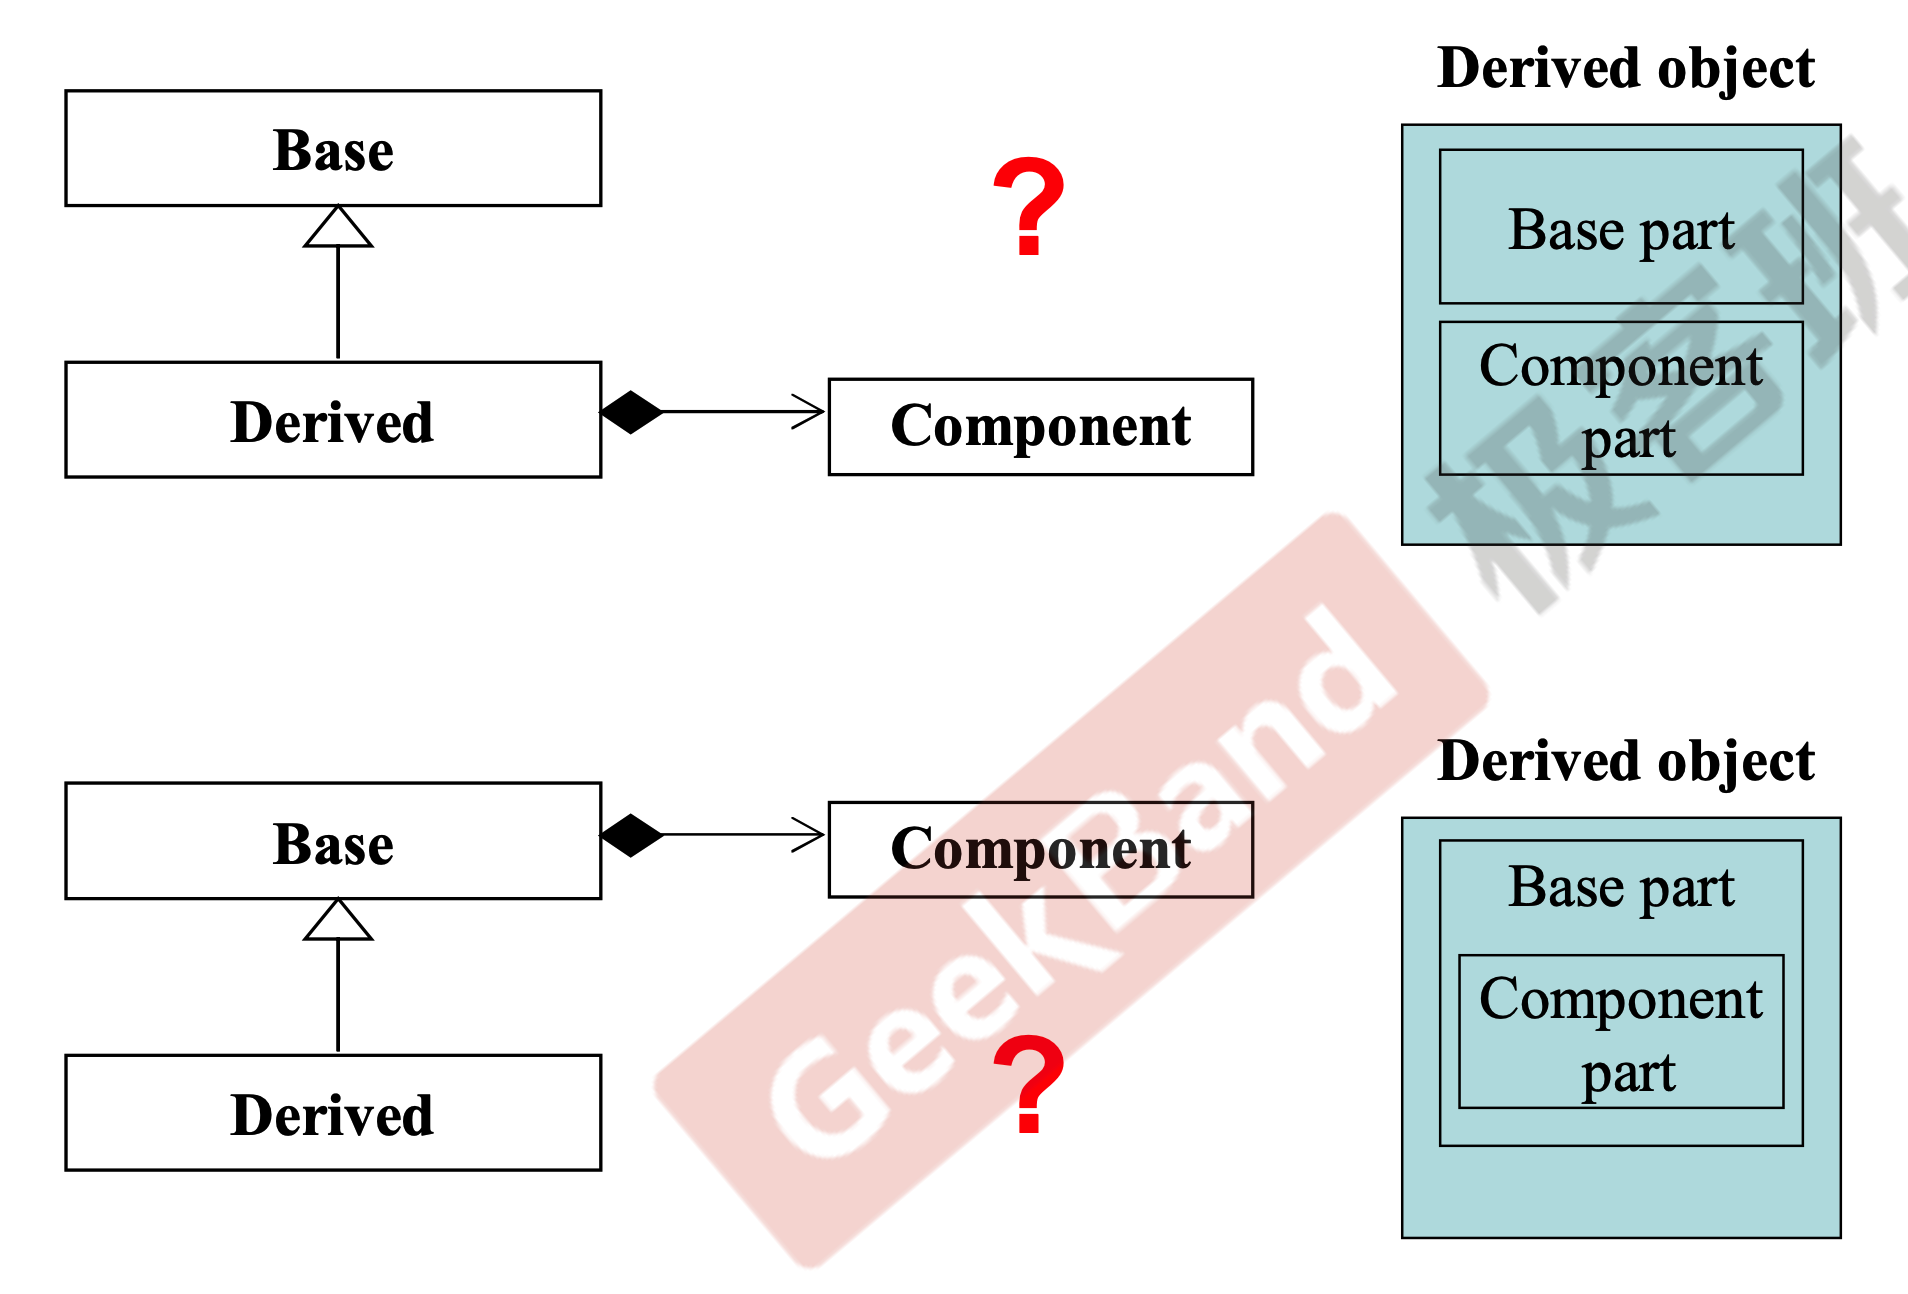 Derived object
Base
?
Base part
Derived
Component
Component
part
Derived object
Base
Component
Base part
Component
part
?
Derived
GeekBand 极客班